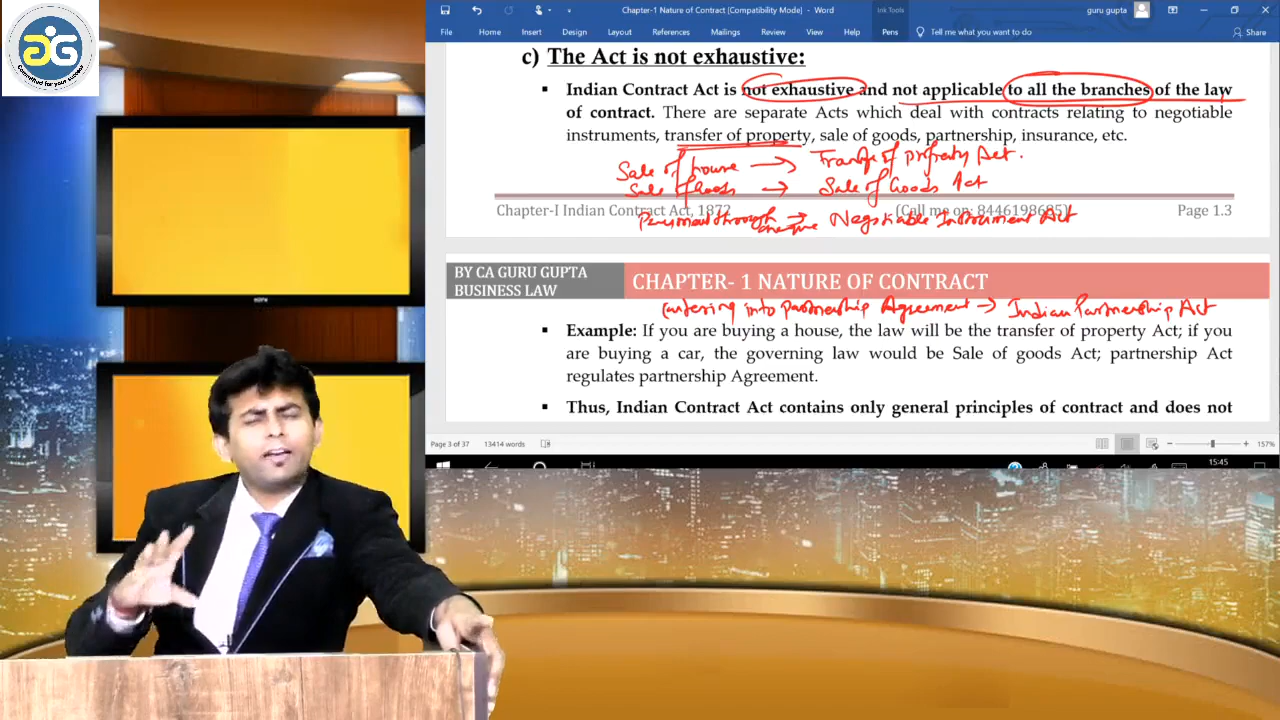 Committed for your success
Chapter-1 Nature of Contract [Compatibility Mode] - Word
Ink Tools
guru gupta
File Home Insert Design Layout References Mailings Review View Help Pens Tell me what you want to do Share
c) The Act is not exhaustive:
▪ Indian Contract Act is not exhaustive and not applicable to all the branches of the law
of contract. There are separate Acts which deal with contracts relating to negotiable
instruments, transfer of property, sale of goods, partnership, insurance, etc.
Sale of house → Transfer of Property Act.
Sale of Goods → Sale of Goods Act
Chapter-I Indian Contract Act, 1872 (Call me on: 8446198685) Page 1.3
Payment through cheque → Negotiable Instrument Act
BY CA GURU GUPTA
BUSINESS LAW
CHAPTER- 1 NATURE OF CONTRACT
Entering into partnership Agreement → Indian Partnership Act
▪ Example: If you are buying a house, the law will be the transfer of property Act; if you
are buying a car, the governing law would be Sale of goods Act; partnership Act
regulates partnership Agreement.
▪ Thus, Indian Contract Act contains only general principles of contract and does not
Page 3 of 37 13414 words 157%
15:45